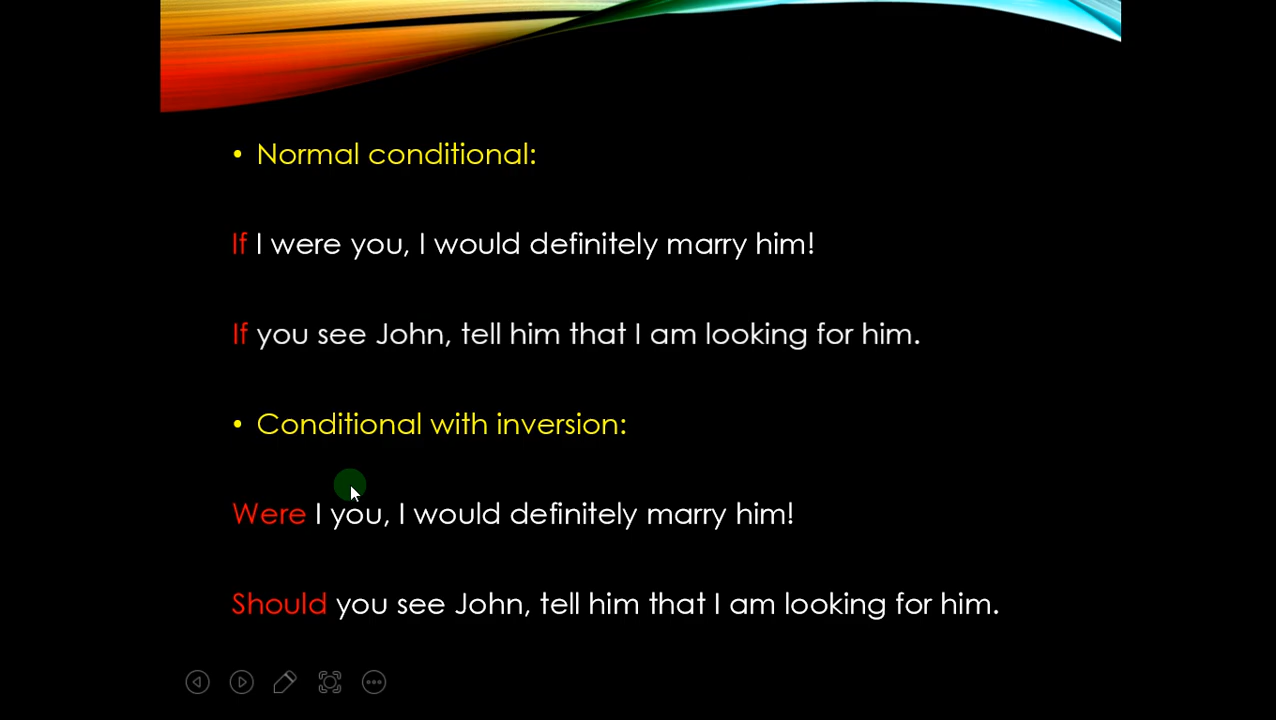 • Normal conditional:
If I were you, I would definitely marry him!
If you see John, tell him that I am looking for him.
• Conditional with inversion:
Were I you, I would definitely marry him!
Should you see John, tell him that I am looking for him.